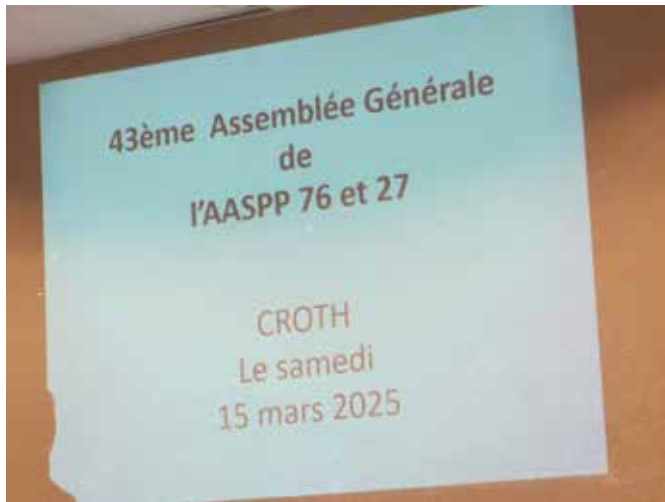 43ème Assemblée Générale
de
l'AASPP 76 et 27
CROTH
Le samedi
15 mars 2025